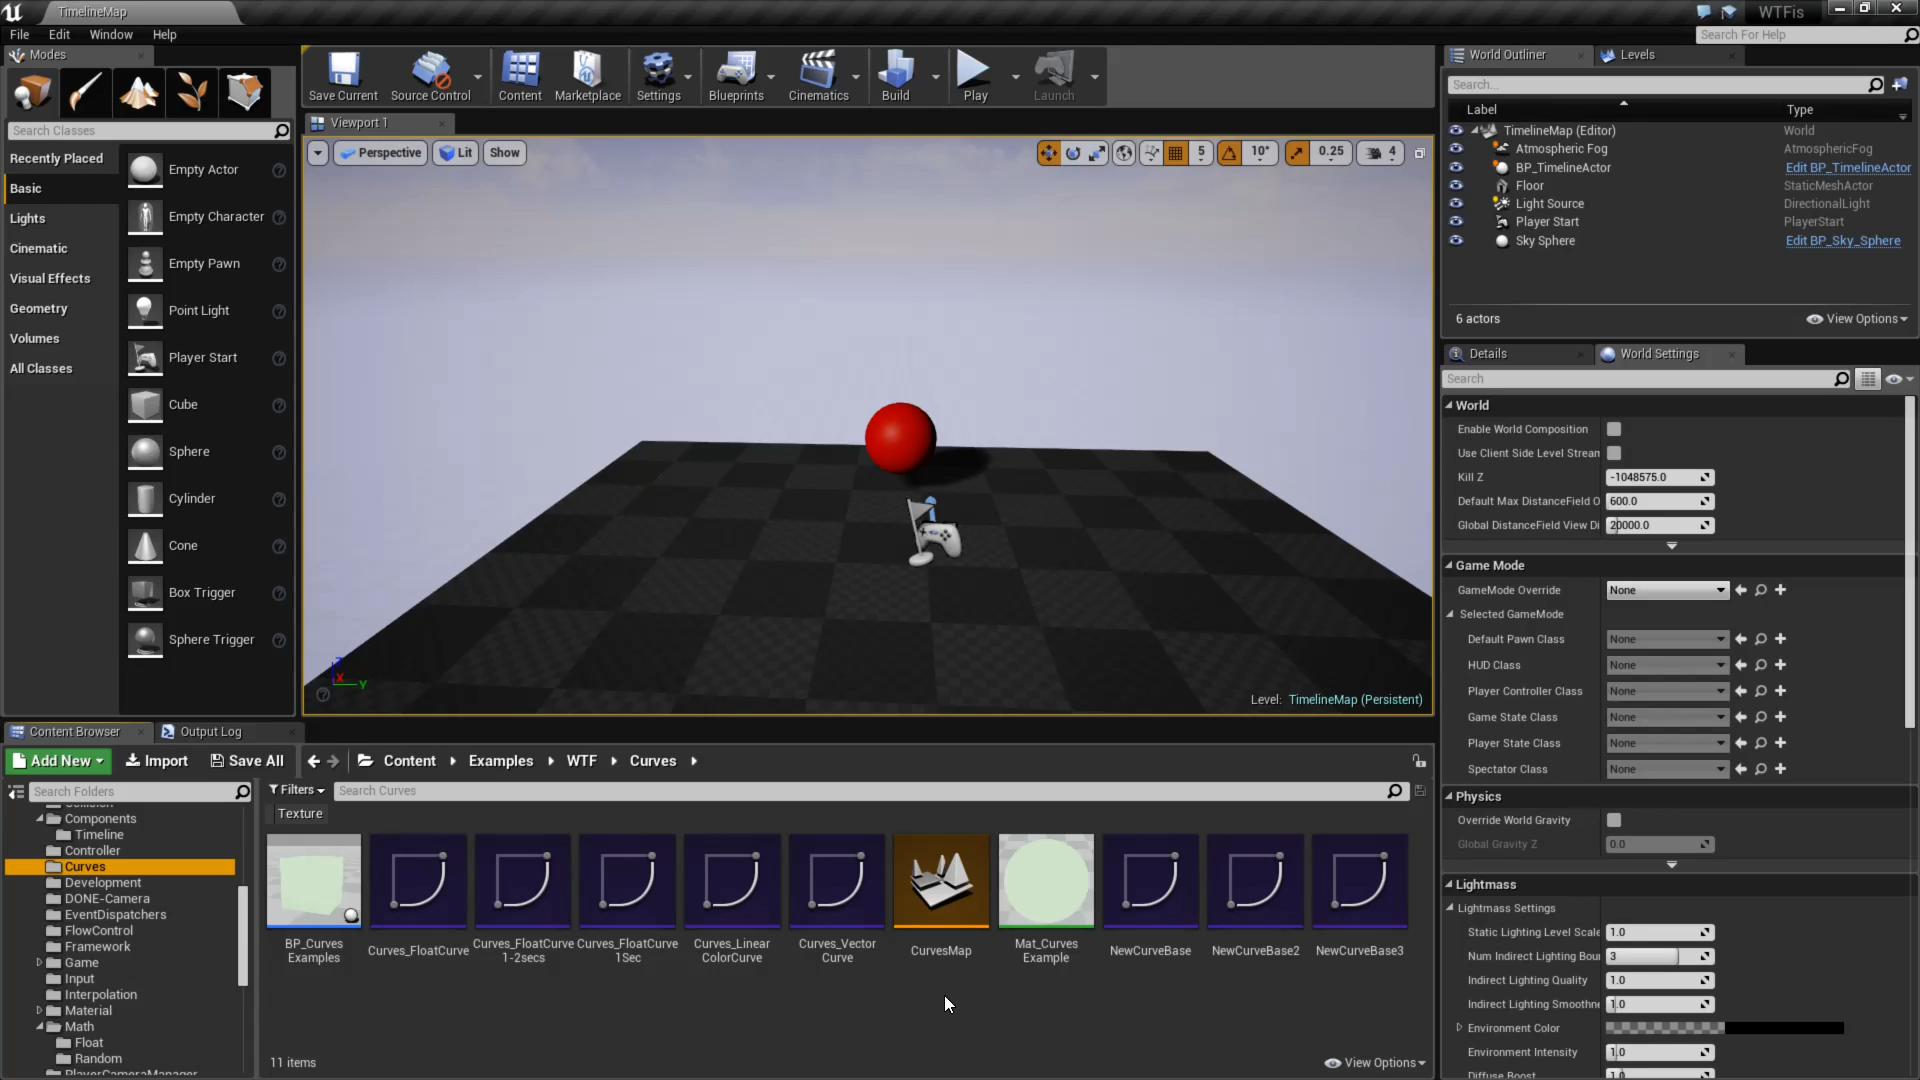 TimelineMap
WTFis
File Edit Window Help
Search For Help
Modes
Search Classes
Recently Placed
Basic
Lights
Cinematic
Visual Effects
Geometry
Volumes
All Classes
Empty Actor
Empty Character
Empty Pawn
Point Light
Player Start
Cube
Sphere
Cylinder
Cone
Box Trigger
Sphere Trigger
Save Current Source Control Content Marketplace Settings Blueprints Cinematics Build Play Launch
Viewport 1
Perspective Lit Show
5 10° 0.25 4
Z
X
Y
Level: TimelineMap (Persistent)
World Outliner Levels
Search...
Label Type
TimelineMap (Editor) World
Atmospheric Fog AtmosphericFog
BP_TimelineActor Edit BP_TimelineActor
Floor StaticMeshActor
Light Source DirectionalLight
Player Start PlayerStart
Sky Sphere Edit BP_Sky_Sphere
6 actors View Options
Details World Settings
Search
World
Enable World Composition
Use Client Side Level Stream
Kill Z -1048575.0
Default Max DistanceField O 600.0
Global DistanceField View Di 20000.0
Game Mode
GameMode Override None
Selected GameMode
Default Pawn Class None
HUD Class None
Player Controller Class None
Game State Class None
Player State Class None
Spectator Class None
Physics
Override World Gravity
Global Gravity Z 0.0
Lightmass
Lightmass Settings
Static Lighting Level Scale 1.0
Num Indirect Lighting Bou 3
Indirect Lighting Quality 1.0
Indirect Lighting Smoothne 1.0
Environment Color
Environment Intensity 1.0
Diffuse Boost 1.0
Content Browser Output Log
Add New Import Save All Content Examples WTF Curves
Search Folders
Filters Search Curves
Texture
Collision
Components
Timeline
Controller
Curves
Development
DONE-Camera
EventDispatchers
FlowControl
Framework
Game
Input
Interpolation
Material
Math
Float
Random
PlayerCameraManager
BP_Curves
Examples
Curves_FloatCurve
Curves_FloatCurve
1-2secs
Curves_FloatCurve
1Sec
Curves_Linear
ColorCurve
Curves_Vector
Curve
CurvesMap
Mat_Curves
Example
NewCurveBase
NewCurveBase2
NewCurveBase3
11 items
View Options